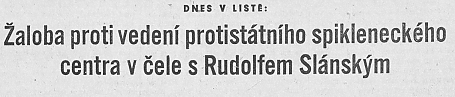 DNES V LISTĚ:
Žaloba proti vedení protistátního spikleneckého
centra v čele s Rudolfem Slánským